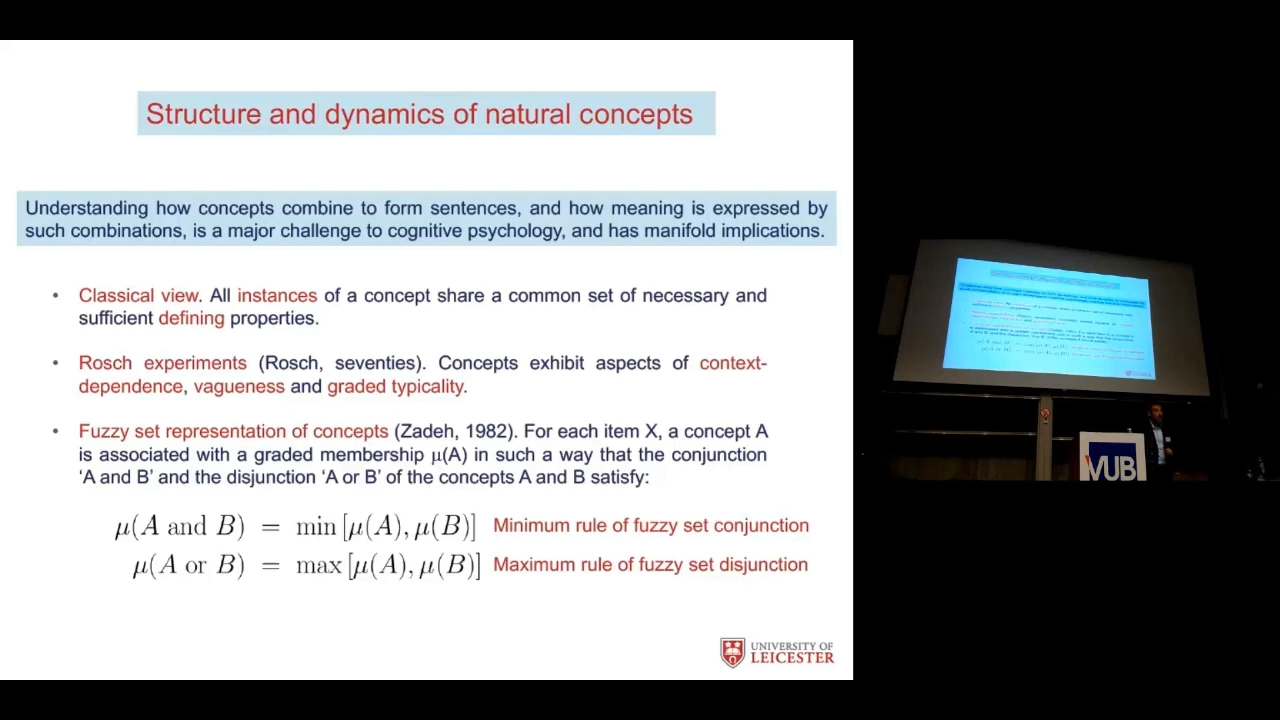 Structure and dynamics of natural concepts
Understanding how concepts combine to form sentences, and how meaning is expressed by
such combinations, is a major challenge to cognitive psychology, and has manifold implications.
• Classical view. All instances of a concept share a common set of necessary and
sufficient defining properties.
• Rosch experiments (Rosch, seventies). Concepts exhibit aspects of context-
dependence, vagueness and graded typicality.
• Fuzzy set representation of concepts (Zadeh, 1982). For each item X, a concept A
is associated with a graded membership μ(A) in such a way that the conjunction
‘A and B’ and the disjunction ‘A or B’ of the concepts A and B satisfy:
μ(A and B) = min [μ(A), μ(B)] Minimum rule of fuzzy set conjunction
μ(A or B) = max [μ(A), μ(B)] Maximum rule of fuzzy set disjunction
UNIVERSITY OF
LEICESTER
VUB